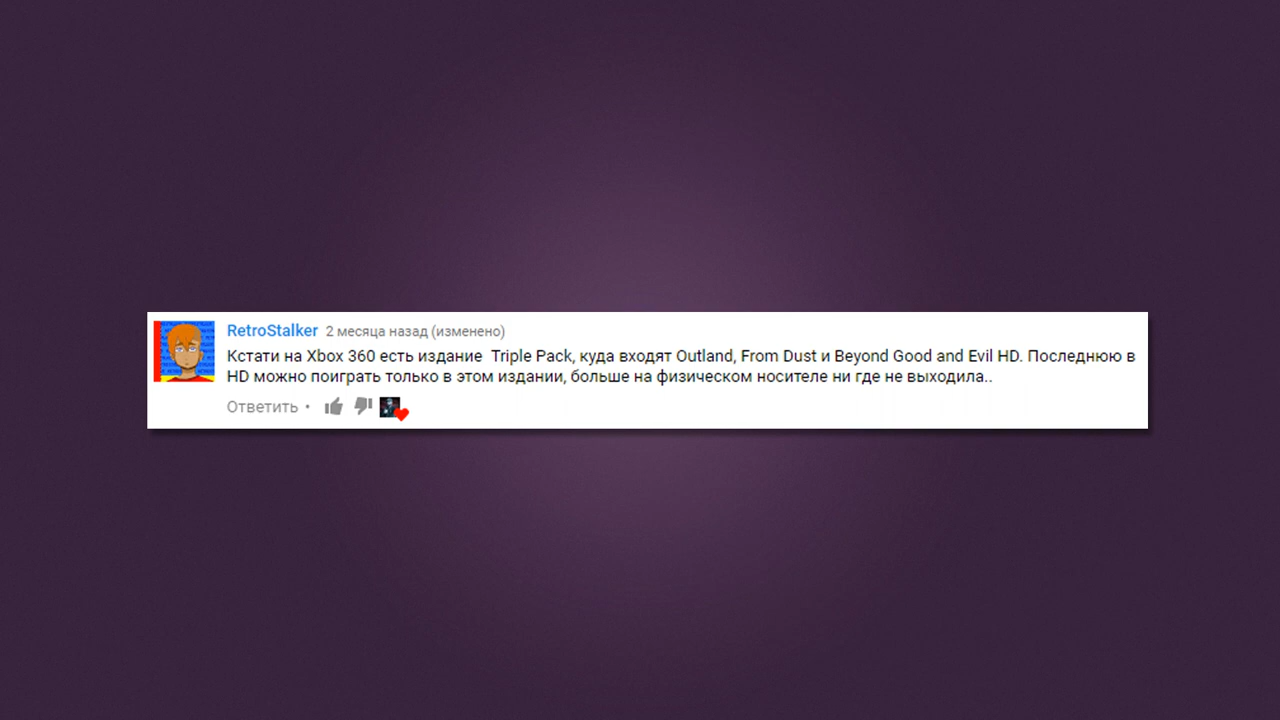 RetroStalker 2 месяца назад (изменено)
Кстати на Xbox 360 есть издание  Triple Pack, куда входят Outland, From Dust и Beyond Good and Evil HD. Последнюю в
HD можно поиграть только в этом издании, больше на физическом носителе ни где не выходила..
Ответить •